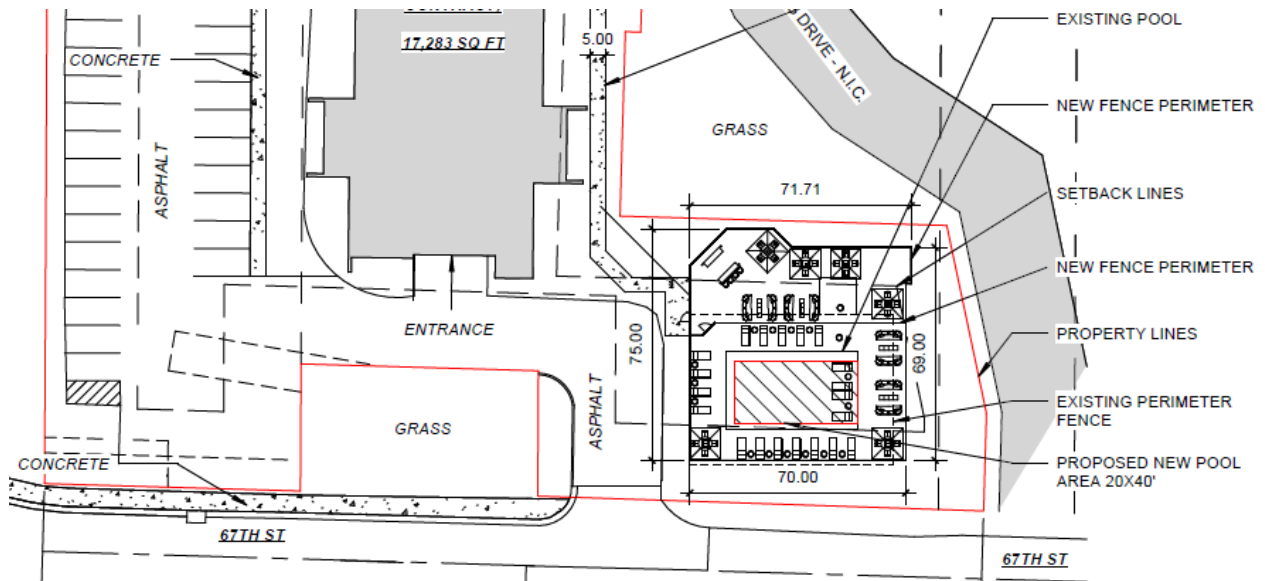 17,283 SQ FT
5.00
CONCRETE
DRIVE - N.I.C.
EXISTING POOL
NEW FENCE PERIMETER
GRASS
ASPHALT
71.71
SETBACK LINES
NEW FENCE PERIMETER
ENTRANCE
75.00
69.00
PROPERTY LINES
ASPHALT
EXISTING PERIMETER
FENCE
GRASS
CONCRETE
PROPOSED NEW POOL
AREA 20X40'
70.00
67TH ST
67TH ST